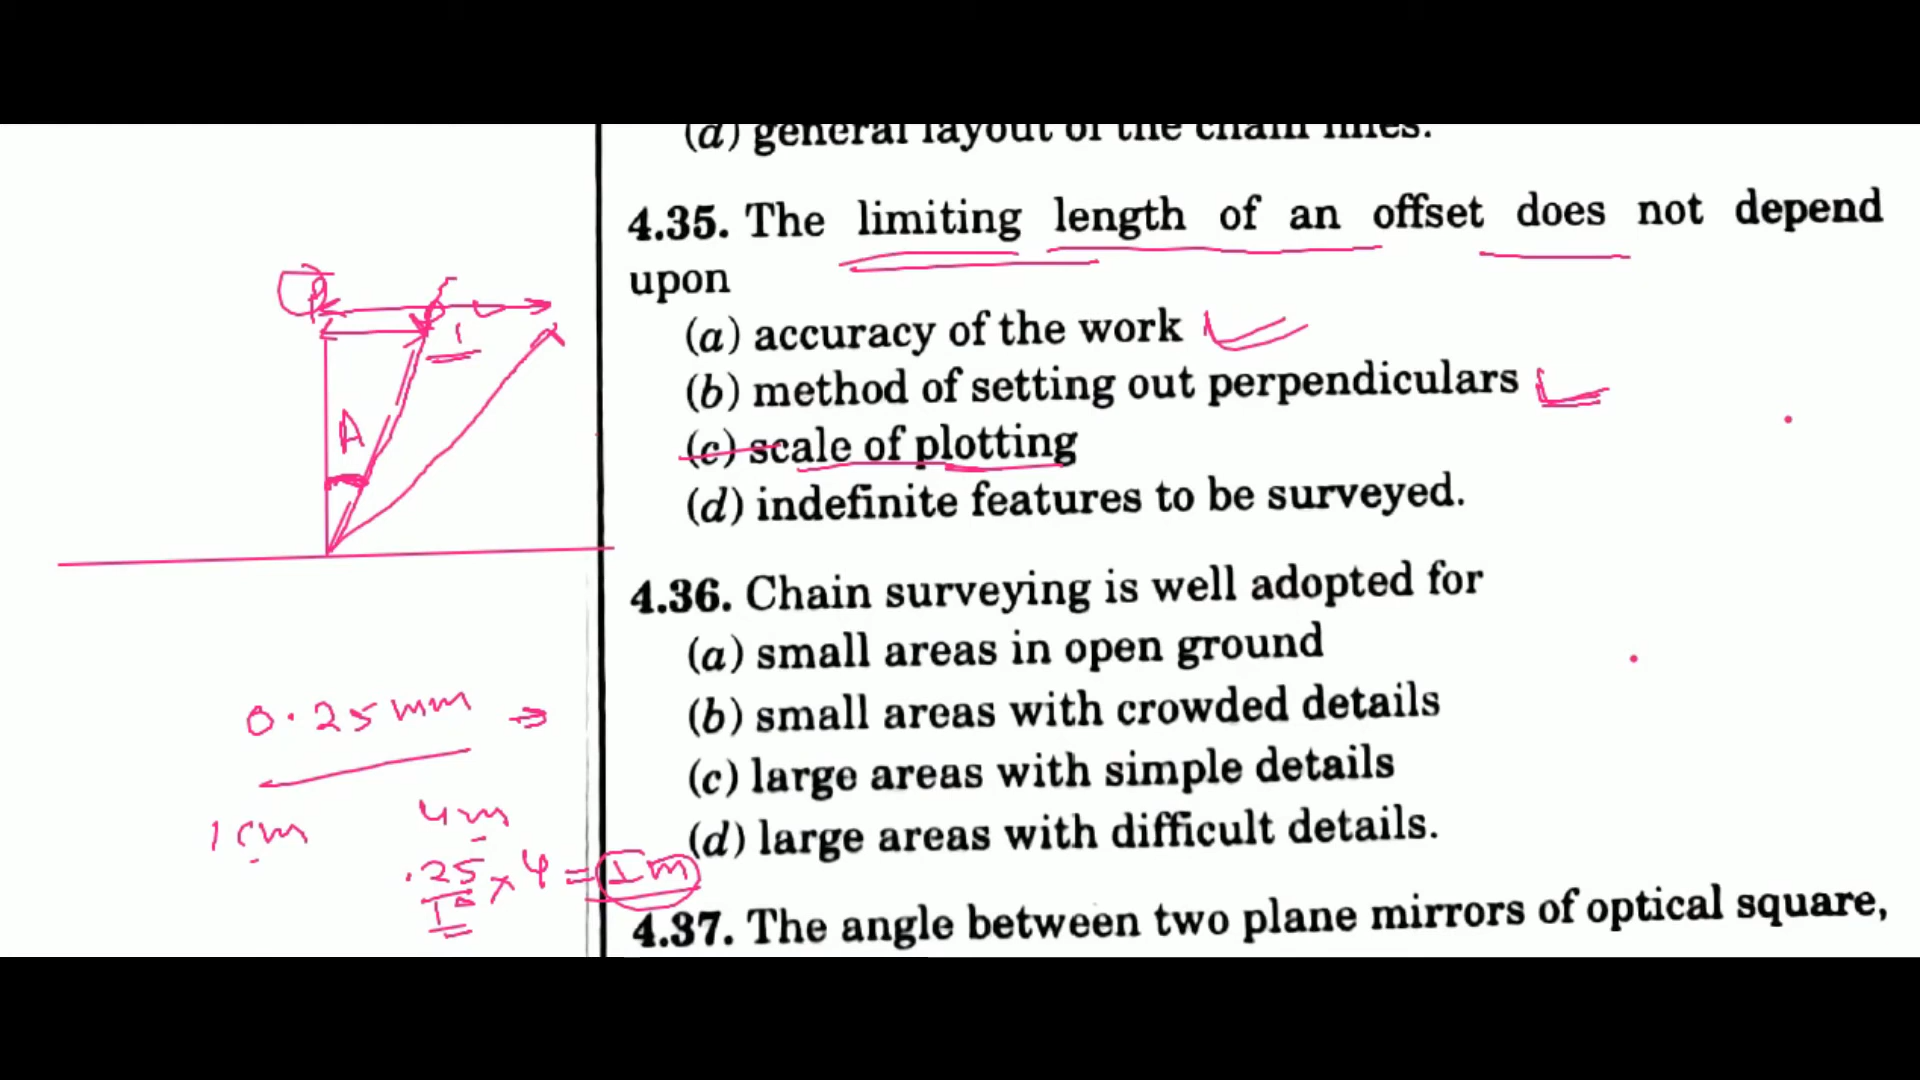 (d) general layout of the chain lines.
4.35. The limiting length of an offset does not depend
upon
(a) accuracy of the work
(b) method of setting out perpendiculars
(c) scale of plotting
(d) indefinite features to be surveyed.
4.36. Chain surveying is well adopted for
(a) small areas in open ground
(b) small areas with crowded details
(c) large areas with simple details
(d) large areas with difficult details.
4.37. The angle between two plane mirrors of optical square,
A
0.25mm →
1 cm 4m
.25 × 4 = 1m